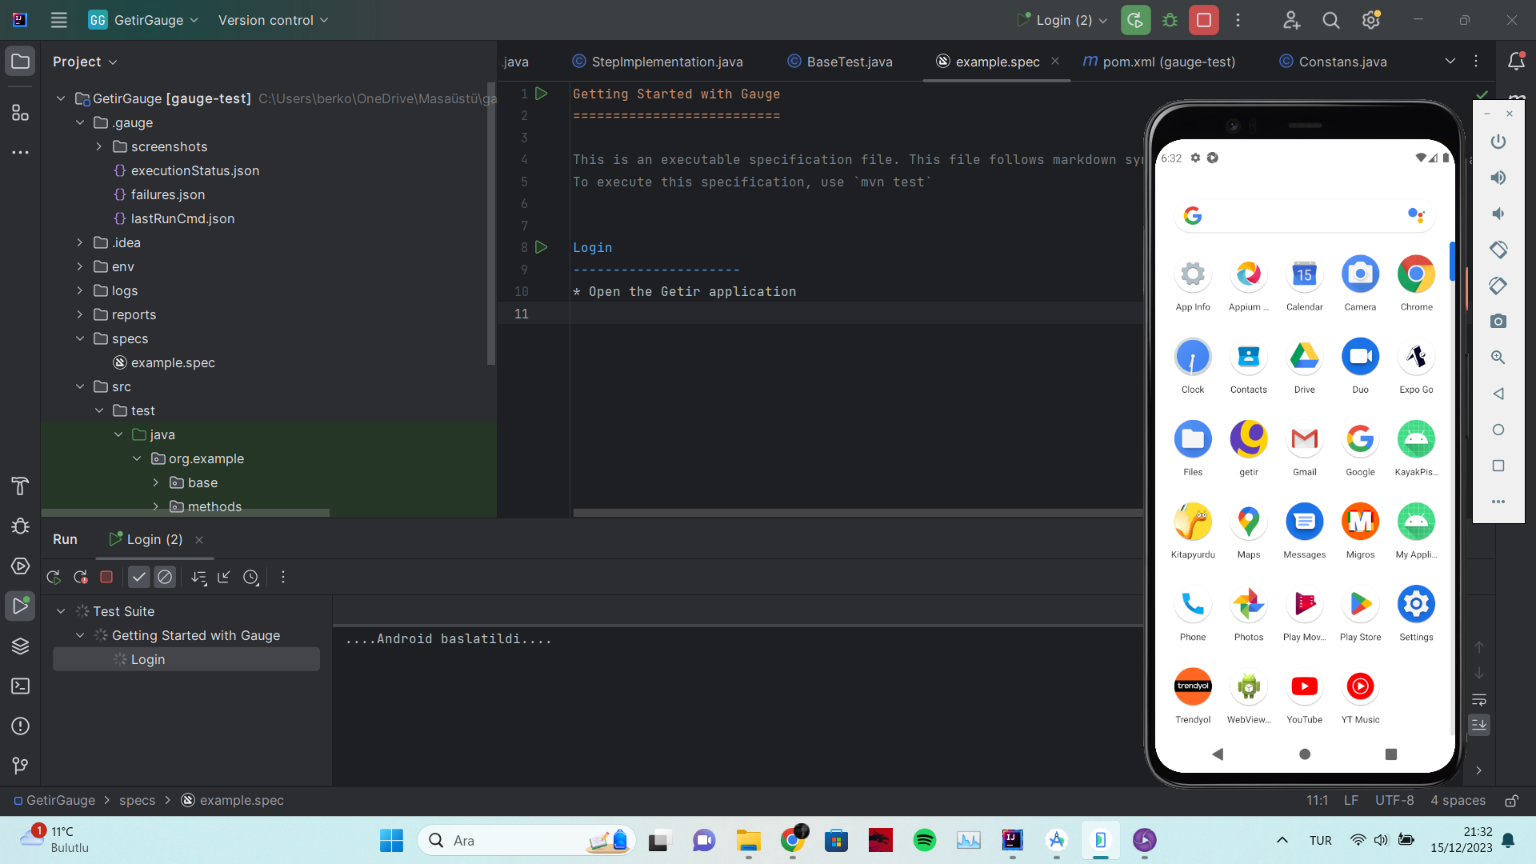 GG GetirGauge Version control Login (2)
Project
GetirGauge [gauge-test] C:\Users\berko\OneDrive\Masaüstü\ga
.gauge
screenshots
executionStatus.json
failures.json
lastRunCmd.json
.idea
env
logs
reports
specs
example.spec
src
test
java
org.example
base
methods
.java StepImplementation.java BaseTest.java example.spec pom.xml (gauge-test) Constans.java
1 Getting Started with Gauge
2 ==========================
3
4 This is an executable specification file. This file follows markdown syn
5 To execute this specification, use `mvn test`
6
7
8 Login
9 ---------------------
10 * Open the Getir application
11
Run Login (2)
Test Suite
Getting Started with Gauge
Login
....Android baslatildi....
6:32
App Info Appium ... Calendar Camera Chrome
Clock Contacts Drive Duo Expo Go
Files getir Gmail Google KayakPis...
Kitapyurdu Maps Messages Migros My Appli...
Phone Photos Play Mov... Play Store Settings
Trendyol WebView... YouTube YT Music
15
trendyol
GetirGauge specs example.spec 11:1 LF UTF-8 4 spaces
1 11°C
Bulutlu
Ara
TUR
21:32
15/12/2023